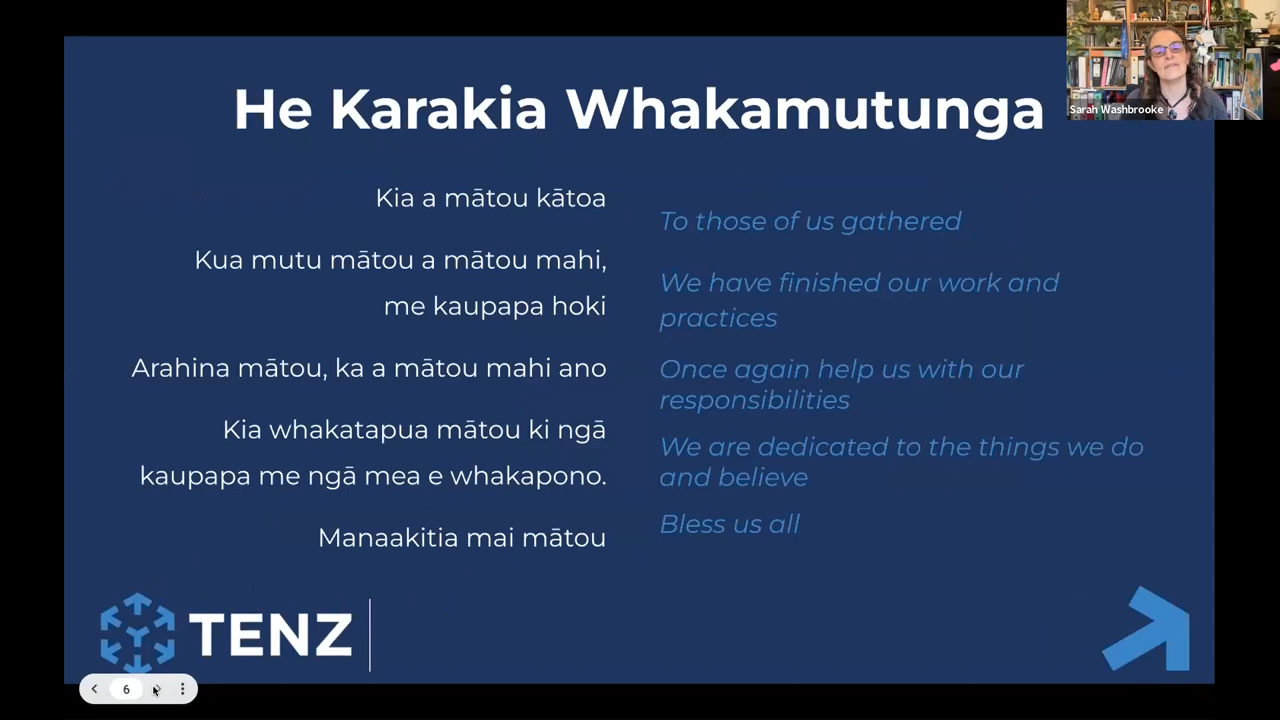 He Karakia Whakamutunga
Sarah Washbrooke
Kia a mātou kātoa
Kua mutu mātou a mātou mahi,
me kaupapa hoki
Arahina mātou, ka a mātou mahi ano
Kia whakatapua mātou ki ngā
kaupapa me ngā mea e whakapono.
Manaakitia mai mātou
To those of us gathered
We have finished our work and
practices
Once again help us with our
responsibilities
We are dedicated to the things we do
and believe
Bless us all
TENZ
6